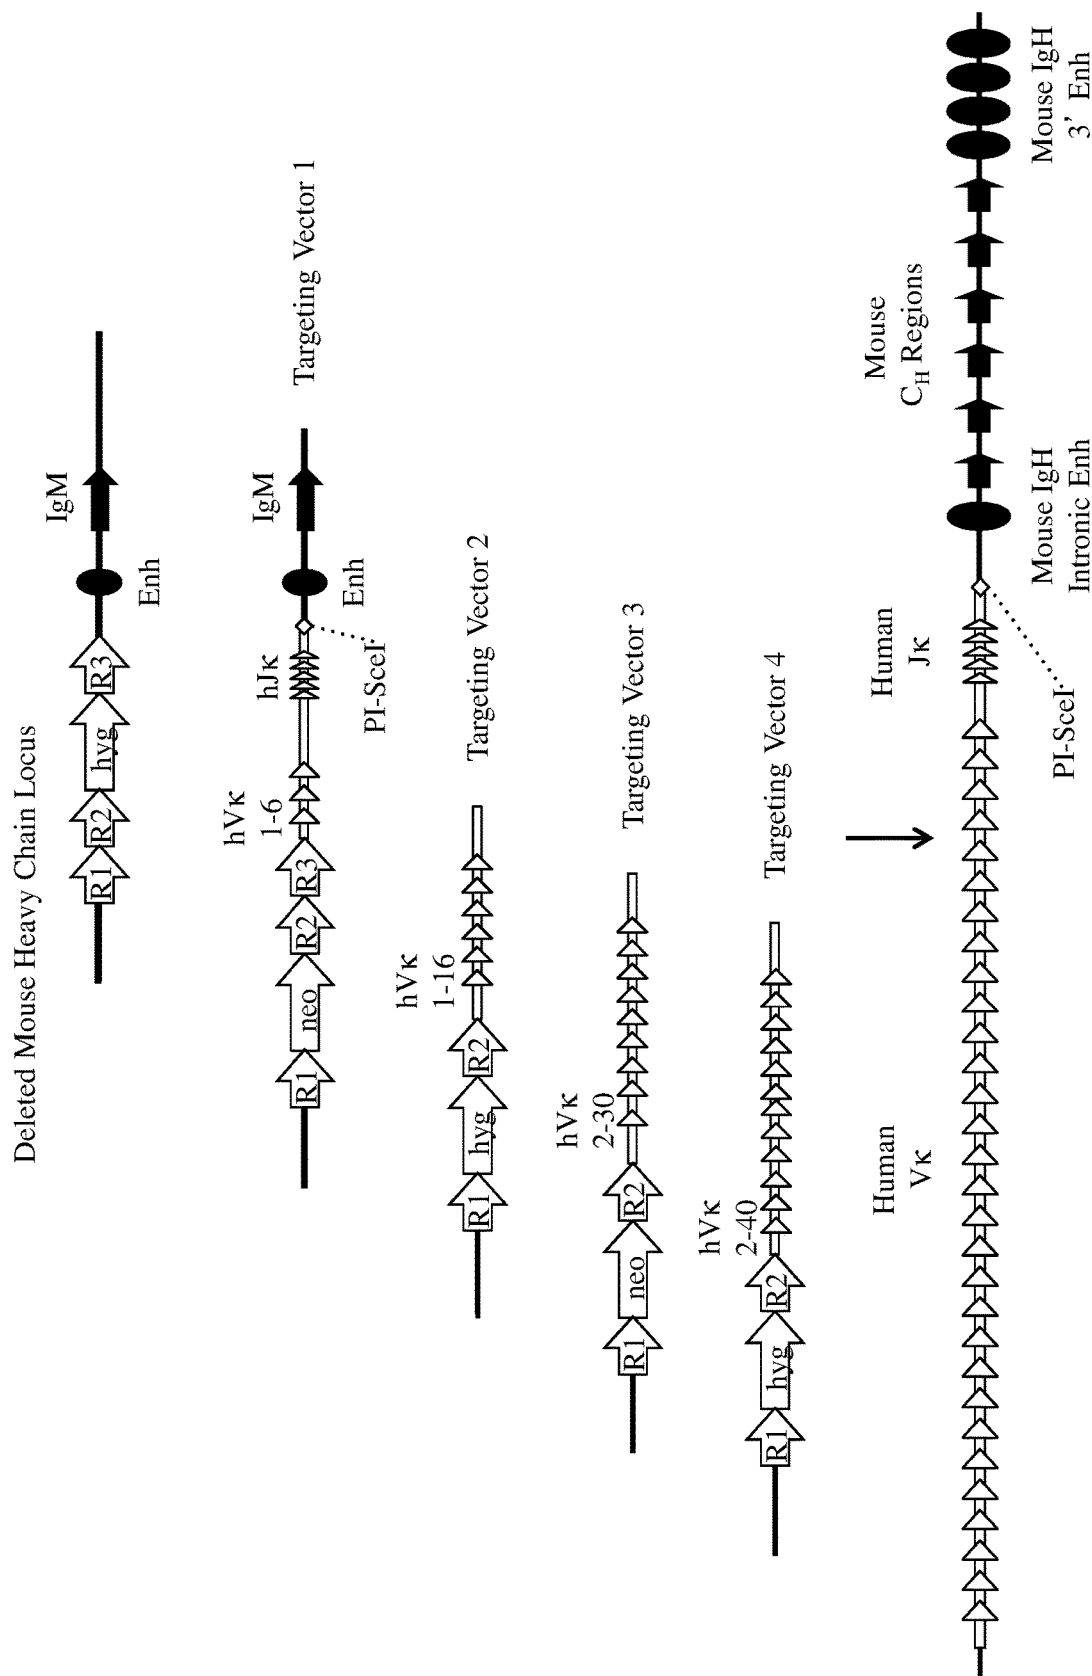 Deleted Mouse Heavy Chain Locus
R1
R2
hyg
R3
Enh
IgM
R1
neo
R2
R3
hVκ
1-6
hJκ
PI-SceI
Enh
IgM
Targeting Vector 1
R1
hyg
R2
hVκ
1-16
Targeting Vector 2
R1
neo
R2
hVκ
2-30
Targeting Vector 3
R1
hyg
R2
hVκ
2-40
Targeting Vector 4
Human
Vκ
Human
Jκ
PI-SceI
Mouse IgH
Intronic Enh
Mouse
CH Regions
Mouse IgH
3' Enh